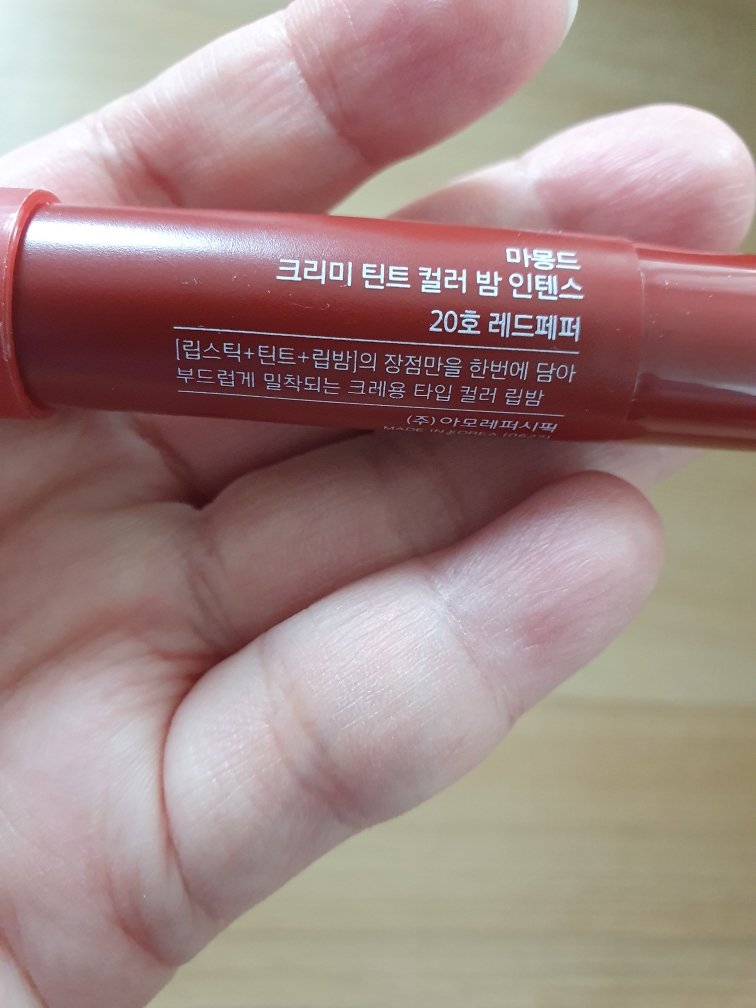 마몽드
크리미 틴트 컬러 밤 인텐스
20호 레드페퍼
[립스틱+틴트+립밤]의 장점만을 한번에 담아
부드럽게 밀착되는 크레용 타입 컬러 립밤
(주)아모레퍼시픽
MADE IN KOREA